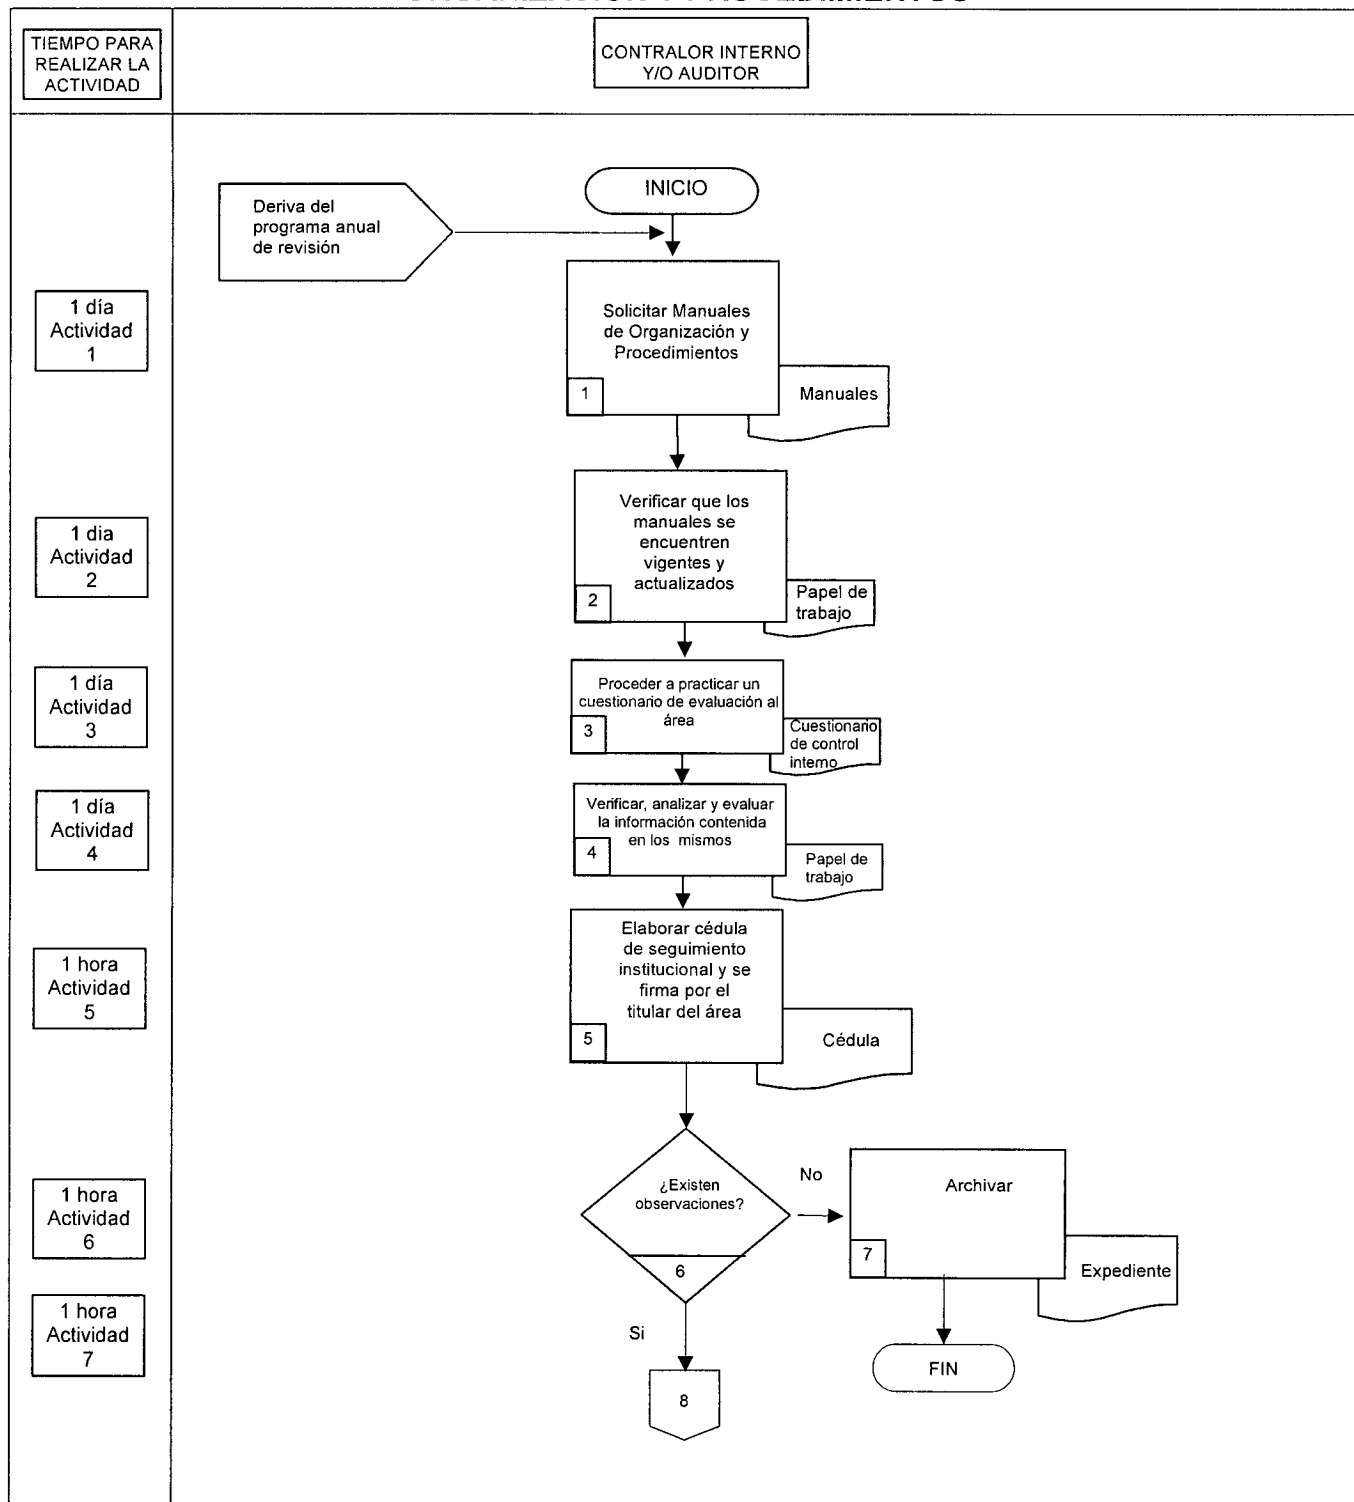 TIEMPO PARA
REALIZAR LA
ACTIVIDAD
CONTRALOR INTERNO
Y/O AUDITOR
INICIO
Deriva del
programa anual
de revisión
1 día
Actividad
1
Solicitar Manuales
de Organización y
Procedimientos
1
Manuales
1 dia
Actividad
2
Verificar que los
manuales se
encuentren
vigentes y
actualizados
2
Papel de
trabajo
1 día
Actividad
3
Proceder a practicar un
cuestionario de evaluación al
área
3
Cuestionario
de control
interno
1 día
Actividad
4
Verificar, analizar y evaluar
la información contenida
en los mismos
4
Papel de
trabajo
1 hora
Actividad
5
Elaborar cédula
de seguimiento
institucional y se
firma por el
titular del área
5
Cédula
1 hora
Actividad
6
¿Existen
observaciones?
6
No
Archivar
7
Expediente
1 hora
Actividad
7
Si
FIN
8